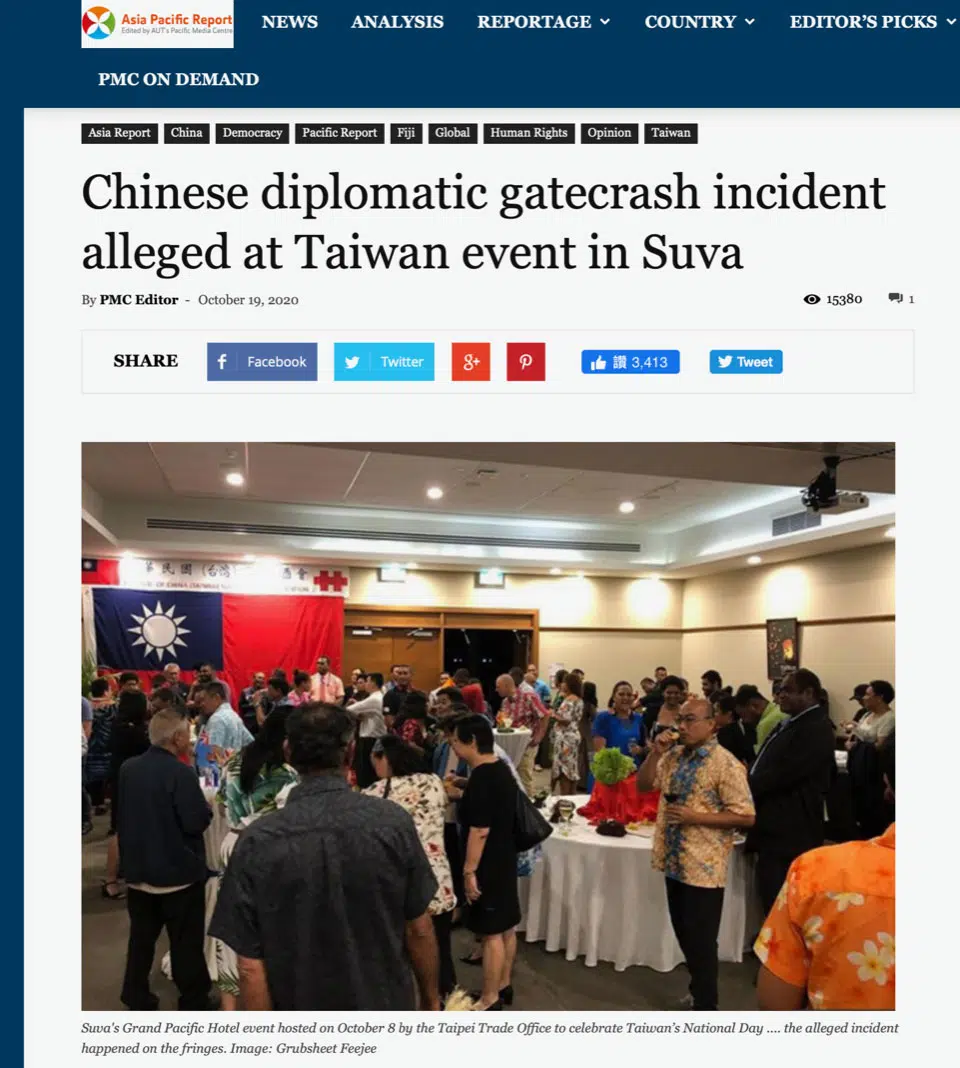 Asia Pacific Report
Edited by AUT's Pacific Media Centre
NEWS ANALYSIS REPORTAGE COUNTRY EDITOR'S PICKS
PMC ON DEMAND
Asia Report China Democracy Pacific Report Fiji Global Human Rights Opinion Taiwan
Chinese diplomatic gatecrash incident
alleged at Taiwan event in Suva
By PMC Editor - October 19, 2020 15380 1
SHARE Facebook Twitter g+ 讚 3,413 Tweet
民國(台灣)
Suva's Grand Pacific Hotel event hosted on October 8 by the Taipei Trade Office to celebrate Taiwan's National Day .... the alleged incident
happened on the fringes. Image: Grubsheet Feejee